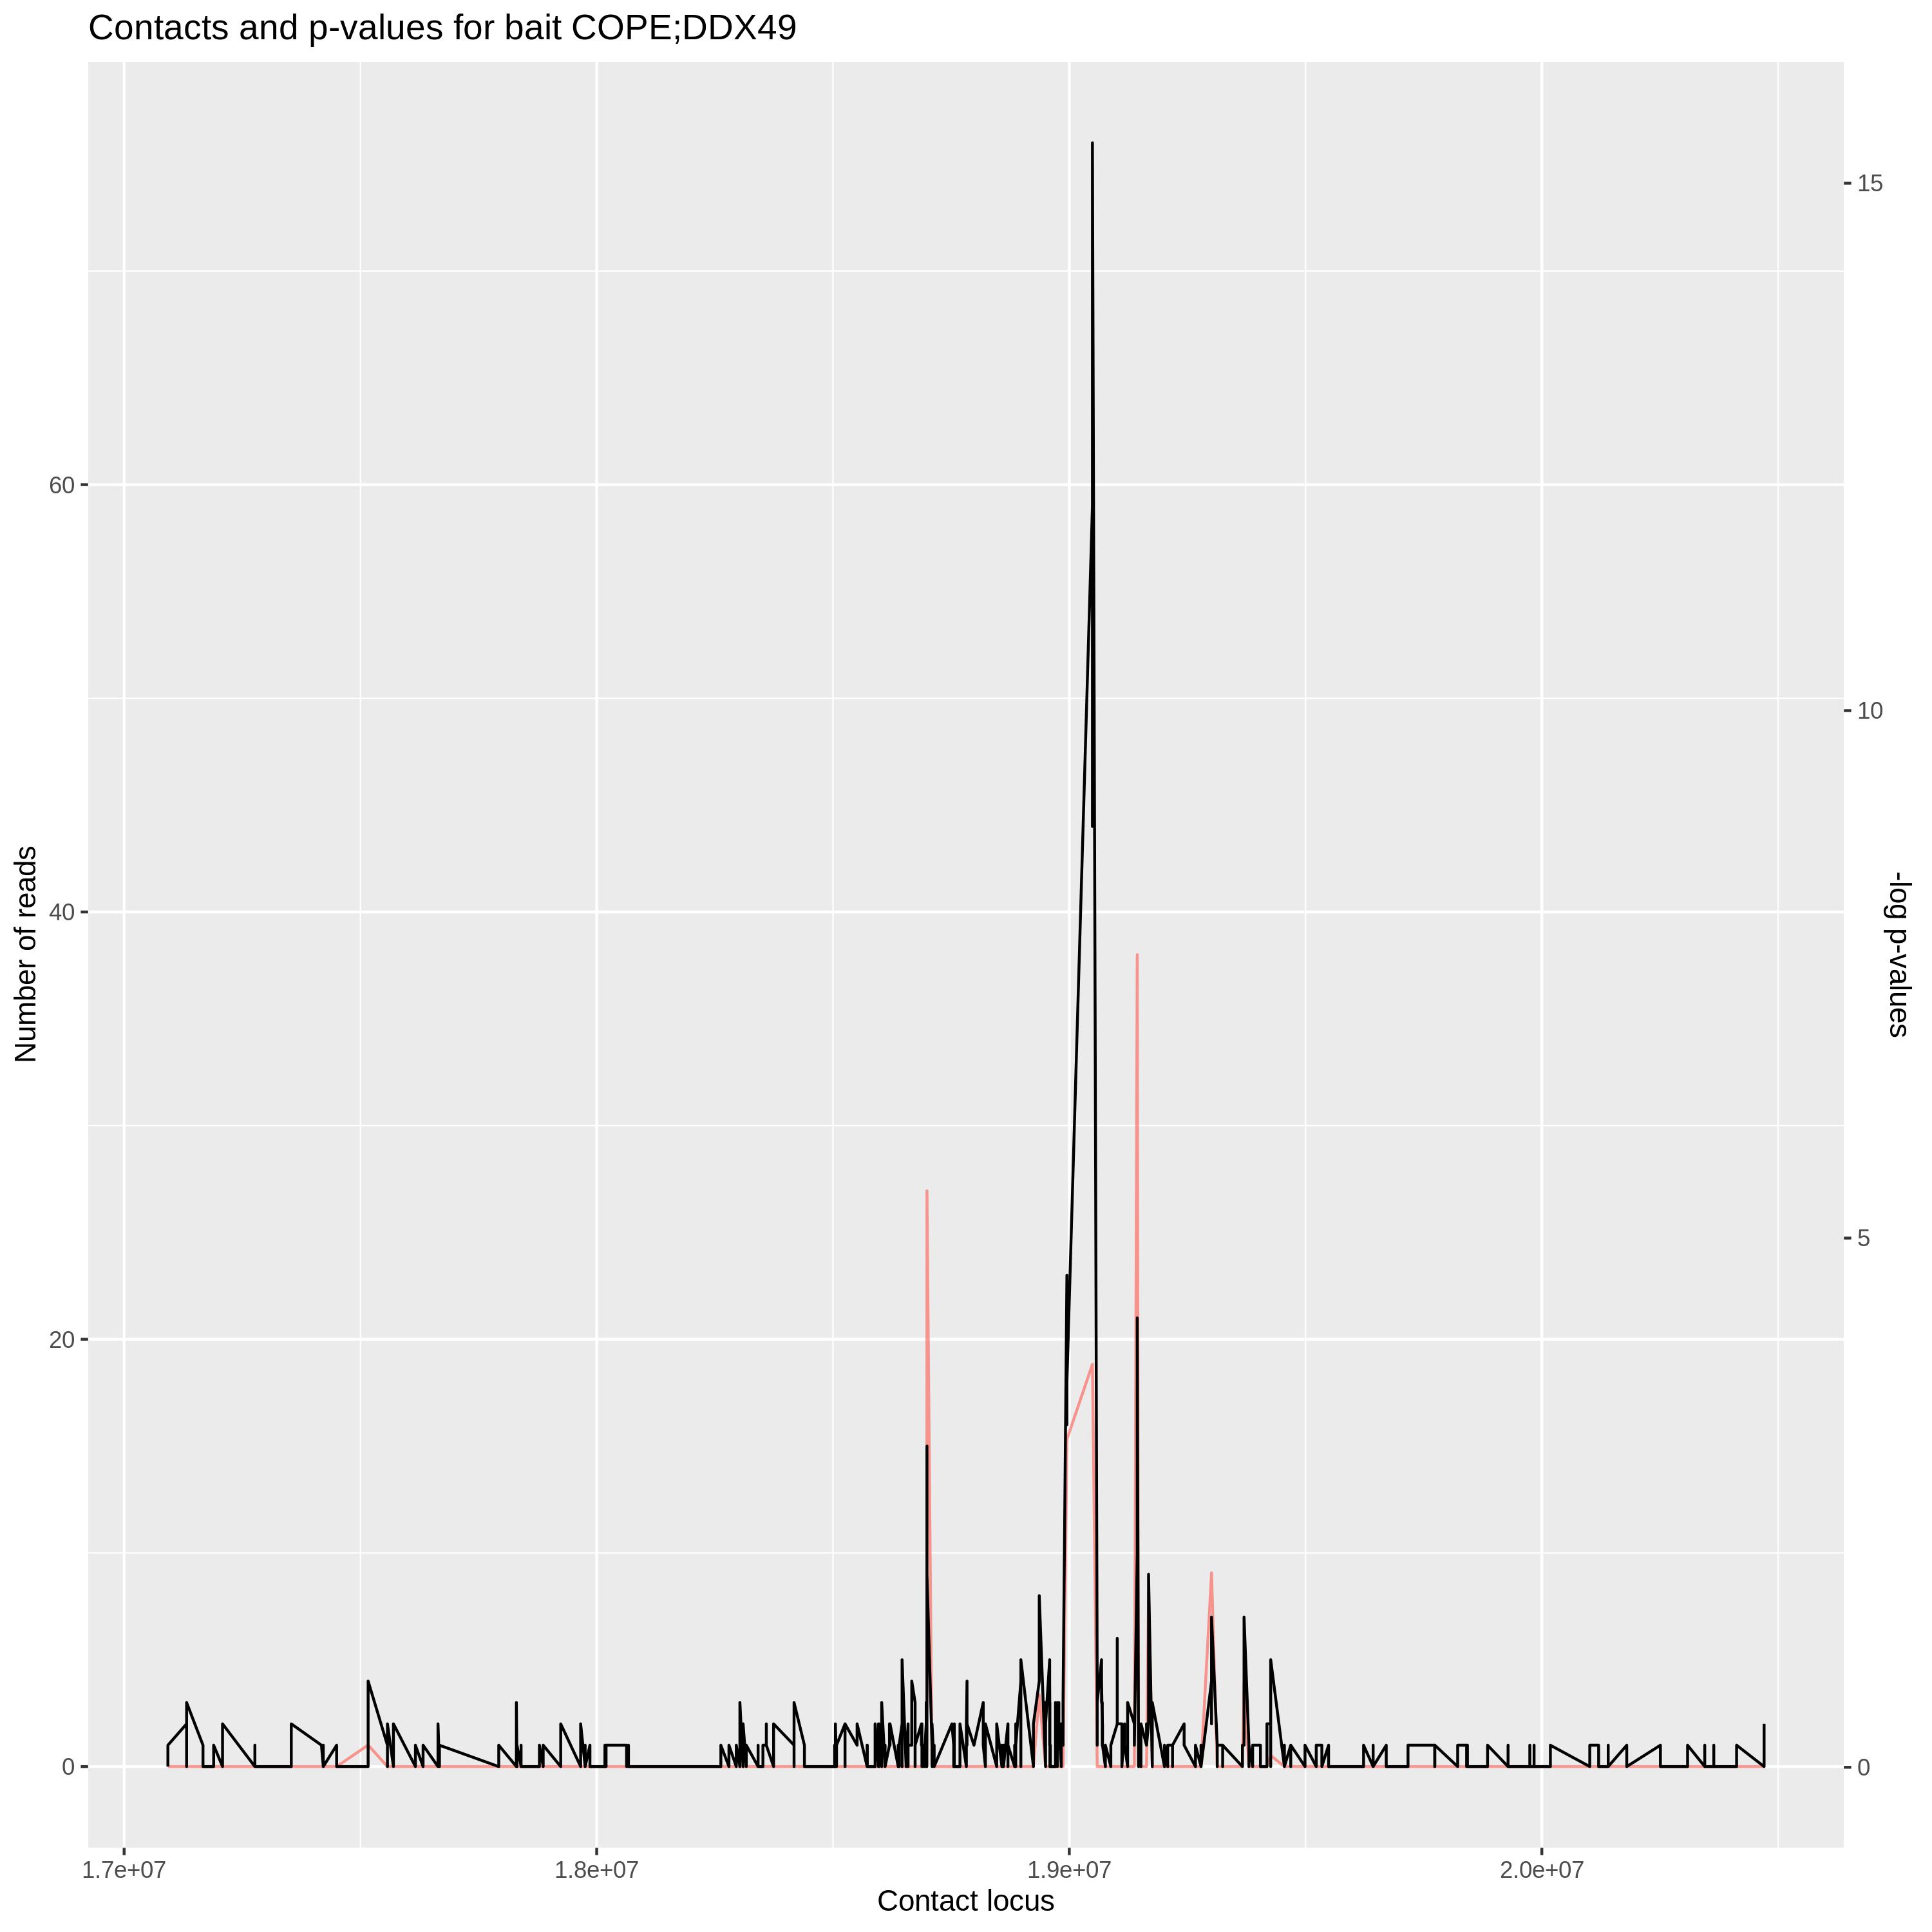 Contacts and p-values for bait COPE;DDX49
15
60
10
Number of reads
-log p-values
40
5
20
0
0
1.7e+07
1.8e+07
1.9e+07
2.0e+07
Contact locus